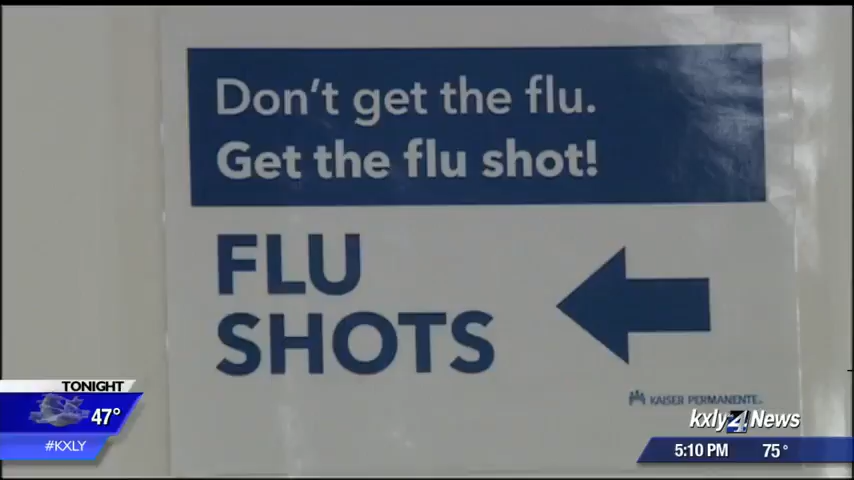 Don't get the flu.
Get the flu shot!
FLU
SHOTS
KAISER PERMANENTE.
TONIGHT
47°
#KXLY
kxly4 News
5:10 PM 75°